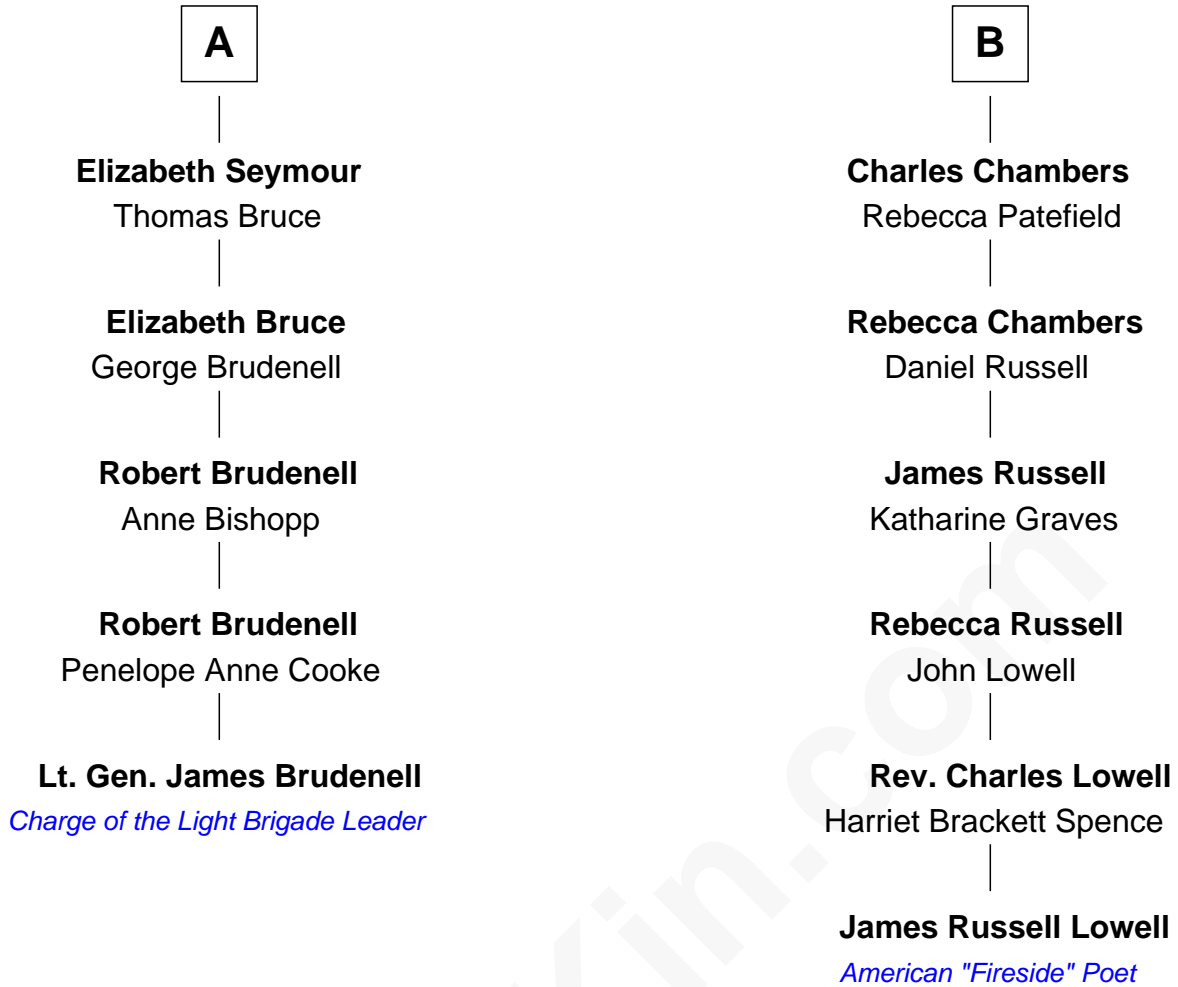 A
Elizabeth Seymour
Thomas Bruce
Elizabeth Bruce
George Brudenell
Robert Brudenell
Anne Bishopp
Robert Brudenell
Penelope Anne Cooke
Lt. Gen. James Brudenell
Charge of the Light Brigade Leader
B
Charles Chambers
Rebecca Patefield
Rebecca Chambers
Daniel Russell
James Russell
Katharine Graves
Rebecca Russell
John Lowell
Rev. Charles Lowell
Harriet Brackett Spence
James Russell Lowell
American "Fireside" Poet
Kin.com